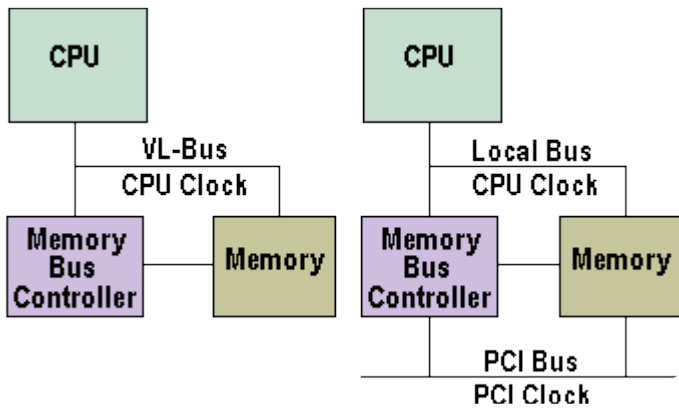 CPU
VL-Bus
CPU Clock
Memory
Bus
Controller
Memory
CPU
Local Bus
CPU Clock
Memory
Bus
Controller
Memory
PCI Bus
PCI Clock